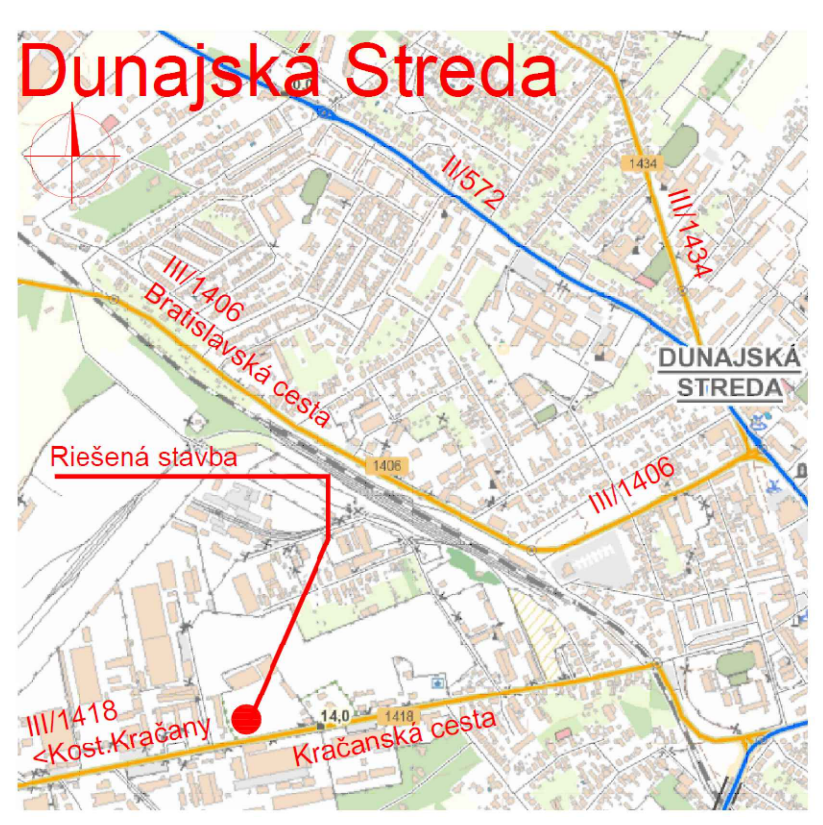 Dunajská Streda
II/572
1434
III/1434
III/1406
Bratislavská cesta
DUNAJSKÁ
STREDA
Riešená stavba
1406
III/1406
14,0
1418
III/1418
<Kost.Kračany
Kračanská cesta